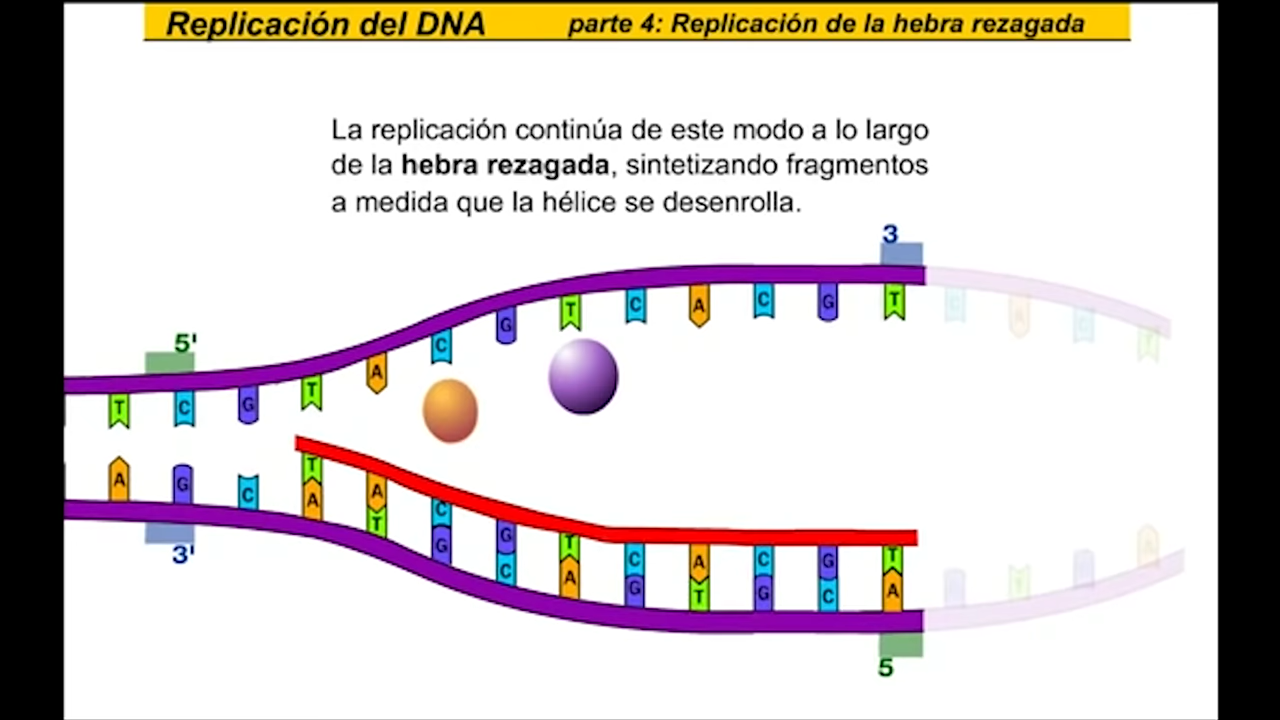 Replicación del DNA parte 4: Replicación de la hebra rezagada
La replicación continúa de este modo a lo largo
de la hebra rezagada, sintetizando fragmentos
a medida que la hélice se desenrolla.
3
5'
T C G T A C G T C A C G T C A C T
T A C G T C A C G T
A G C A T G C A G T G C A G T G A
3'
5